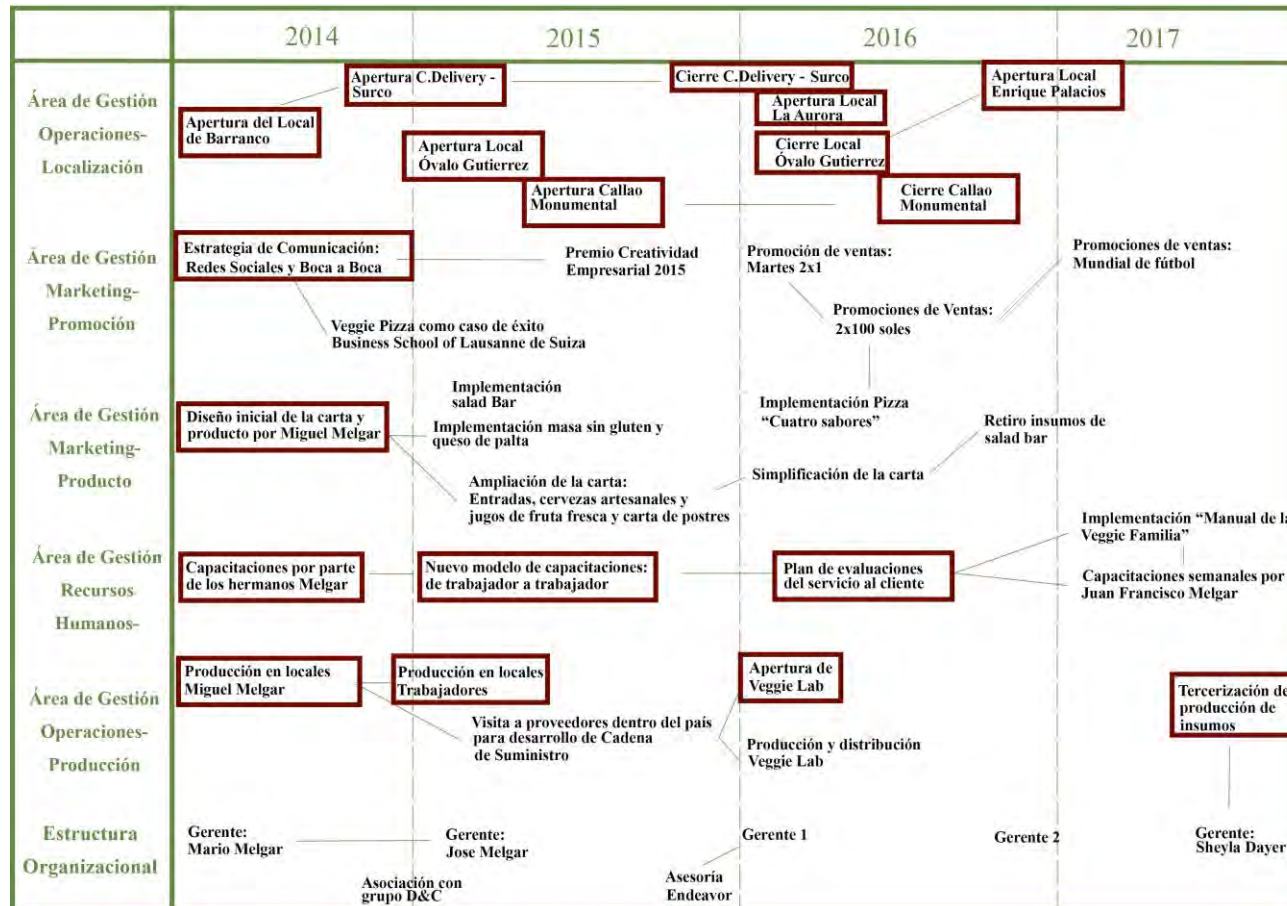 2014
2015
2016
2017
Área de Gestión
Operaciones-
Localización
Apertura del Local
de Barranco
Apertura C.Delivery -
Surco
Apertura Local
Óvalo Gutierrez
Apertura Callao
Monumental
Cierre C.Delivery - Surco
Apertura Local
La Aurora
Cierre Local
Óvalo Gutierrez
Cierre Callao
Monumental
Apertura Local
Enrique Palacios
Área de Gestión
Marketing-
Promoción
Estrategia de Comunicación:
Redes Sociales y Boca a Boca
Veggie Pizza como caso de éxito
Business School of Lausanne de Suiza
Premio Creatividad
Empresarial 2015
Promoción de ventas:
Martes 2x1
Promociones de Ventas:
2x100 soles
Promociones de ventas:
Mundial de fútbol
Área de Gestión
Marketing-
Producto
Diseño inicial de la carta y
producto por Miguel Melgar
Implementación
salad Bar
Implementación masa sin gluten y
queso de palta
Ampliación de la carta:
Entradas, cervezas artesanales y
jugos de fruta fresca y carta de postres
Implementación Pizza
“Cuatro sabores”
Simplificación de la carta
Retiro insumos de
salad bar
Área de Gestión
Recursos
Humanos-
Capacitaciones por parte
de los hermanos Melgar
Nuevo modelo de capacitaciones:
de trabajador a trabajador
Plan de evaluaciones
del servicio al cliente
Implementación “Manual de la
Veggie Familia”
Capacitaciones semanales por
Juan Francisco Melgar
Área de Gestión
Operaciones-
Producción
Producción en locales
Miguel Melgar
Producción en locales
Trabajadores
Visita a proveedores dentro del país
para desarrollo de Cadena
de Suministro
Apertura de
Veggie Lab
Producción y distribución
Veggie Lab
Tercerización de
producción de
insumos
Estructura
Organizacional
Gerente:
Mario Melgar
Asociación con
grupo D&C
Gerente:
Jose Melgar
Asesoría
Endeavor
Gerente 1
Gerente 2
Gerente:
Sheyla Dayer